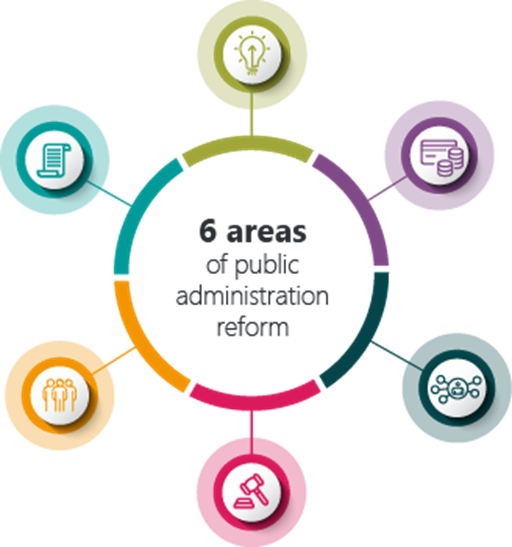 6 areas
of public
administration
reform